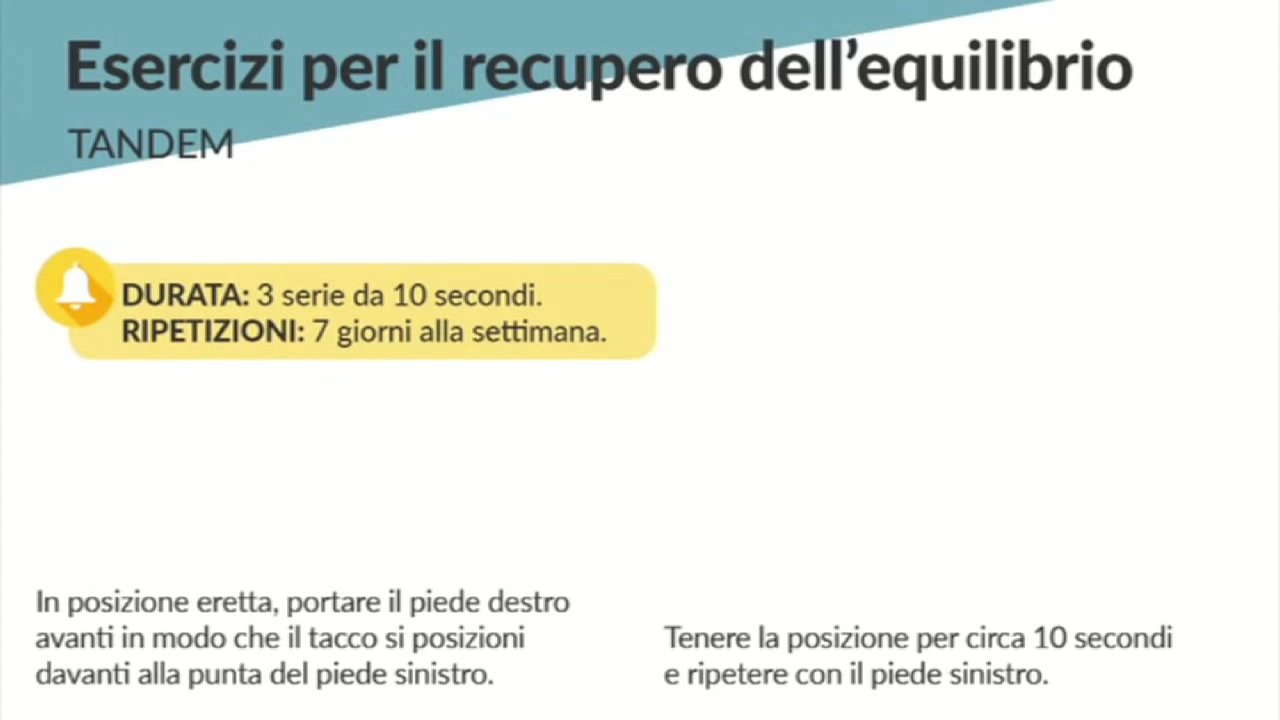 Esercizi per il recupero dell’equilibrio
TANDEM
DURATA: 3 serie da 10 secondi.
RIPETIZIONI: 7 giorni alla settimana.
In posizione eretta, portare il piede destro
avanti in modo che il tacco si posizioni
davanti alla punta del piede sinistro.
Tenere la posizione per circa 10 secondi
e ripetere con il piede sinistro.